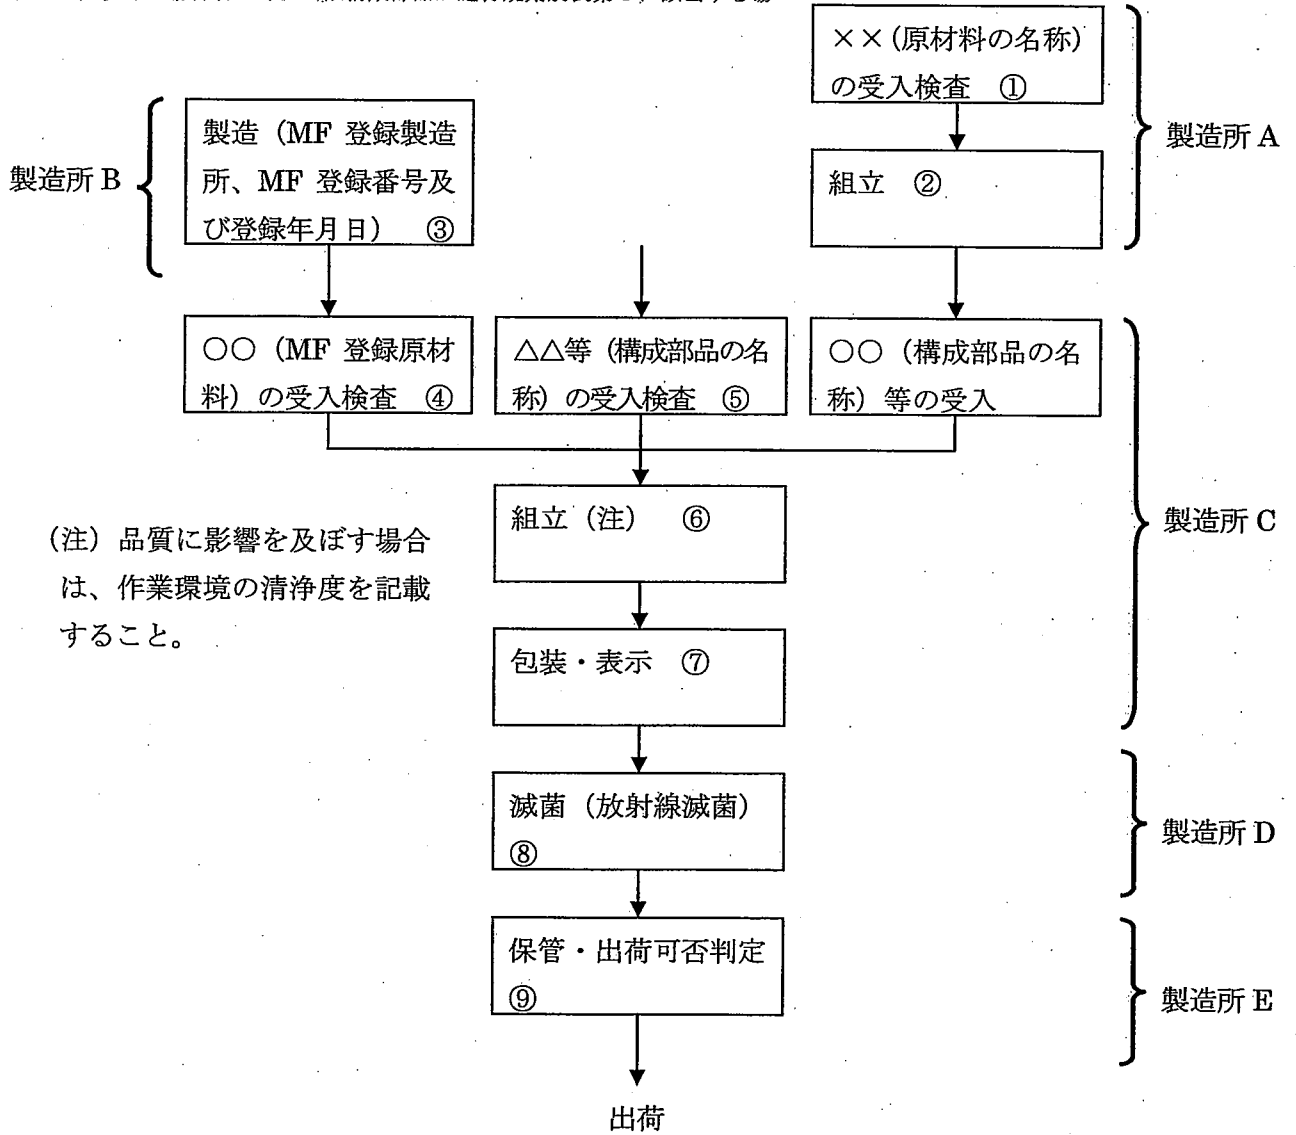 ××(原材料の名称)
の受入検査 ①
製造所 A
組立 ②
製造所 B
製造（MF 登録製造
所、MF 登録番号及
び登録年月日） ③
○○（MF 登録原材
料）の受入検査 ④
△△等（構成部品の名
称）の受入検査 ⑤
○○（構成部品の名
称）等の受入
製造所 C
組立（注） ⑥
（注）品質に影響を及ぼす場合
は、作業環境の清浄度を記載
すること。
包装・表示 ⑦
滅菌（放射線滅菌）
⑧
製造所 D
保管・出荷可否判定
⑨
製造所 E
出荷